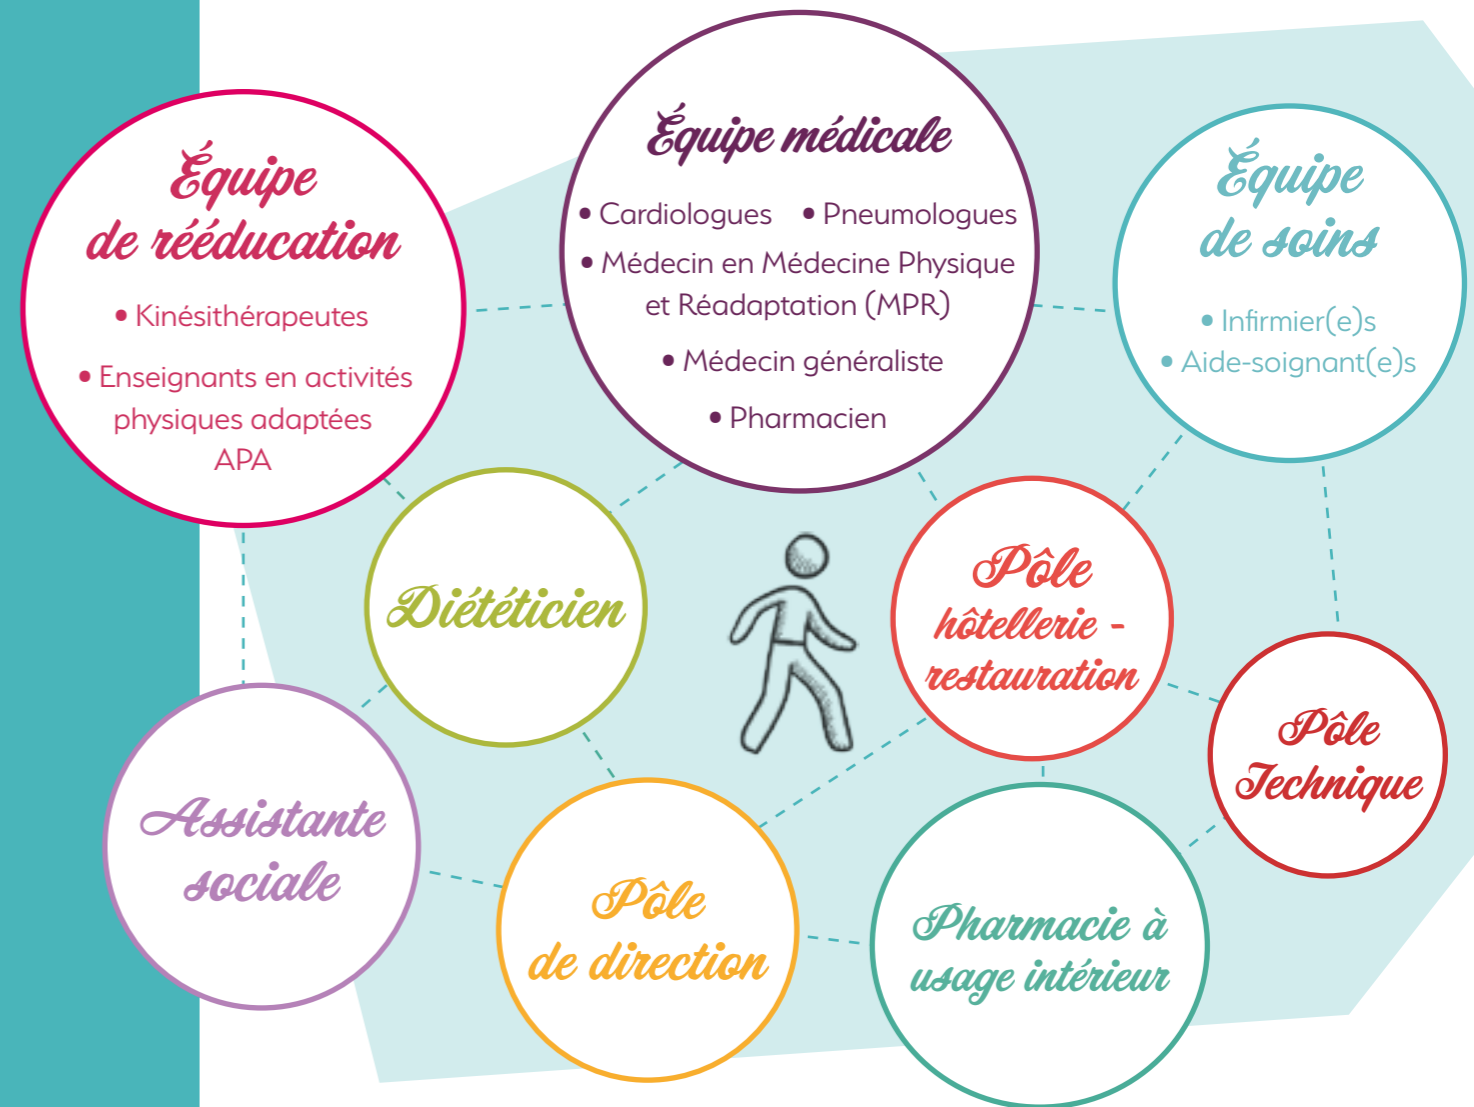 Équipe
de rééducation
• Kinésithérapeutes
• Enseignants en activités
physiques adaptées
APA
Équipe médicale
• Cardiologues • Pneumologues
• Médecin en Médecine Physique
et Réadaptation (MPR)
• Médecin généraliste
• Pharmacien
Équipe
de soins
• Infirmier(e)s
• Aide-soignant(e)s
Diététicien
Pôle
hôtellerie -
restauration
Pôle
Technique
Assistante
sociale
Pôle
de direction
Pharmacie à
usage intérieur